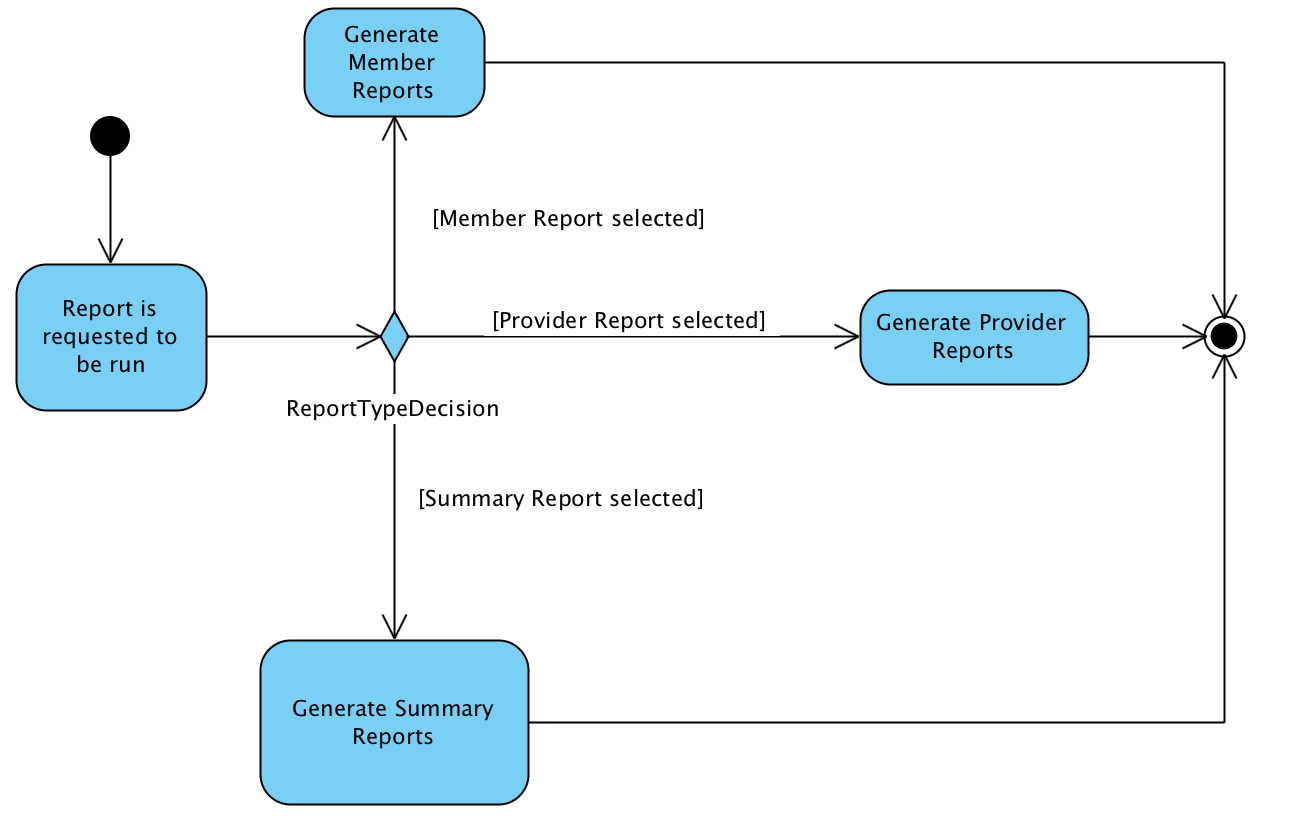 Generate
Member
Reports
[Member Report selected]
Report is
requested to
be run
[Provider Report selected]
Generate Provider
Reports
ReportTypeDecision
[Summary Report selected]
Generate Summary
Reports